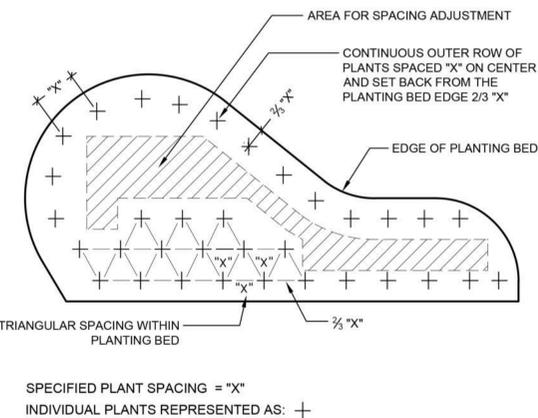 AREA FOR SPACING ADJUSTMENT
CONTINUOUS OUTER ROW OF
PLANTS SPACED "X" ON CENTER
AND SET BACK FROM THE
PLANTING BED EDGE 2/3 "X"
"X"
⅔ "X"
EDGE OF PLANTING BED
"X" "X"
"X"
TRIANGULAR SPACING WITHIN
PLANTING BED
⅔ "X"
SPECIFIED PLANT SPACING = "X"
INDIVIDUAL PLANTS REPRESENTED AS: